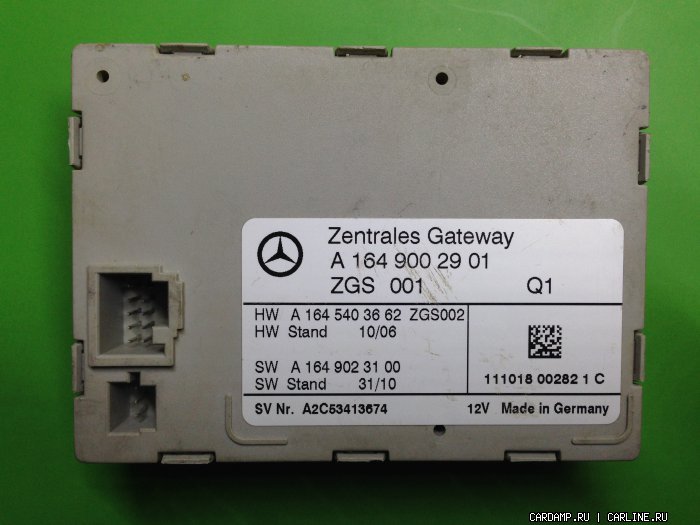 Zentrales Gateway
A 164 900 29 01
ZGS 001 Q1
HW A 164 540 36 62 ZGS002
HW Stand 10/06
SW A 164 902 31 00
SW Stand 31/10
111018 00282 1 C
SV Nr. A2C53413674 12V Made in Germany
CARDAMP.RU | CARLINE.RU